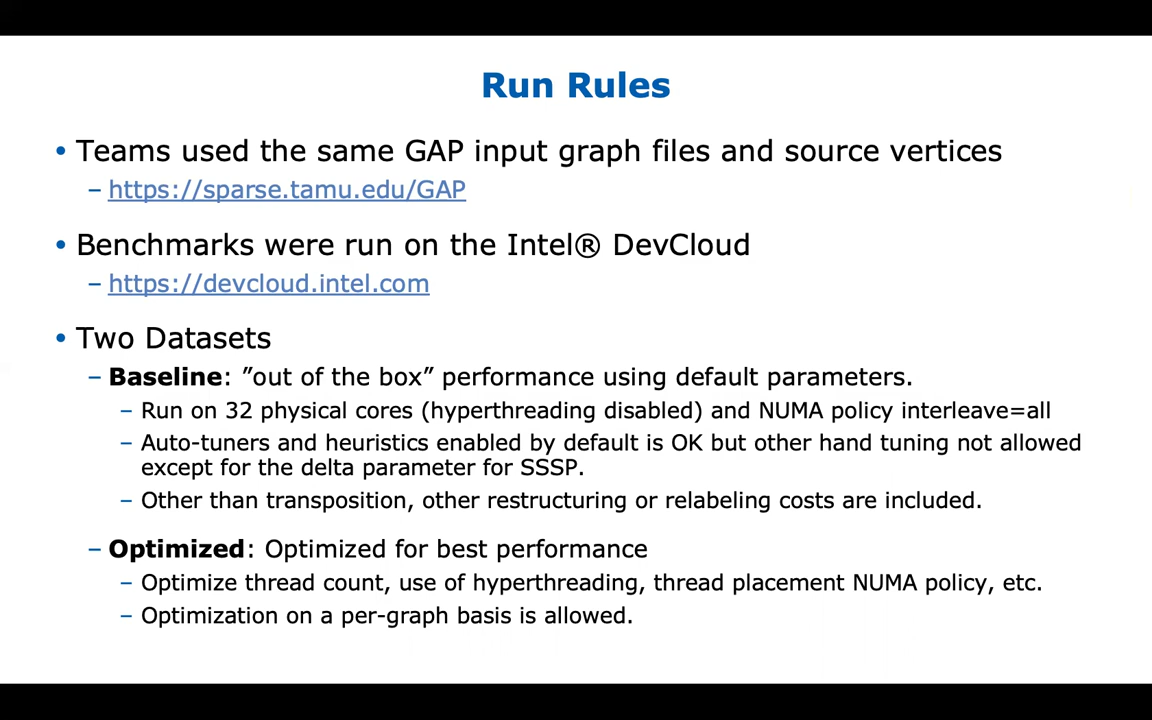 Run Rules
• Teams used the same GAP input graph files and source vertices
– https://sparse.tamu.edu/GAP
• Benchmarks were run on the Intel® DevCloud
– https://devcloud.intel.com
• Two Datasets
– Baseline: ”out of the box” performance using default parameters.
– Run on 32 physical cores (hyperthreading disabled) and NUMA policy interleave=all
– Auto-tuners and heuristics enabled by default is OK but other hand tuning not allowed
except for the delta parameter for SSSP.
– Other than transposition, other restructuring or relabeling costs are included.
– Optimized: Optimized for best performance
– Optimize thread count, use of hyperthreading, thread placement NUMA policy, etc.
– Optimization on a per-graph basis is allowed.